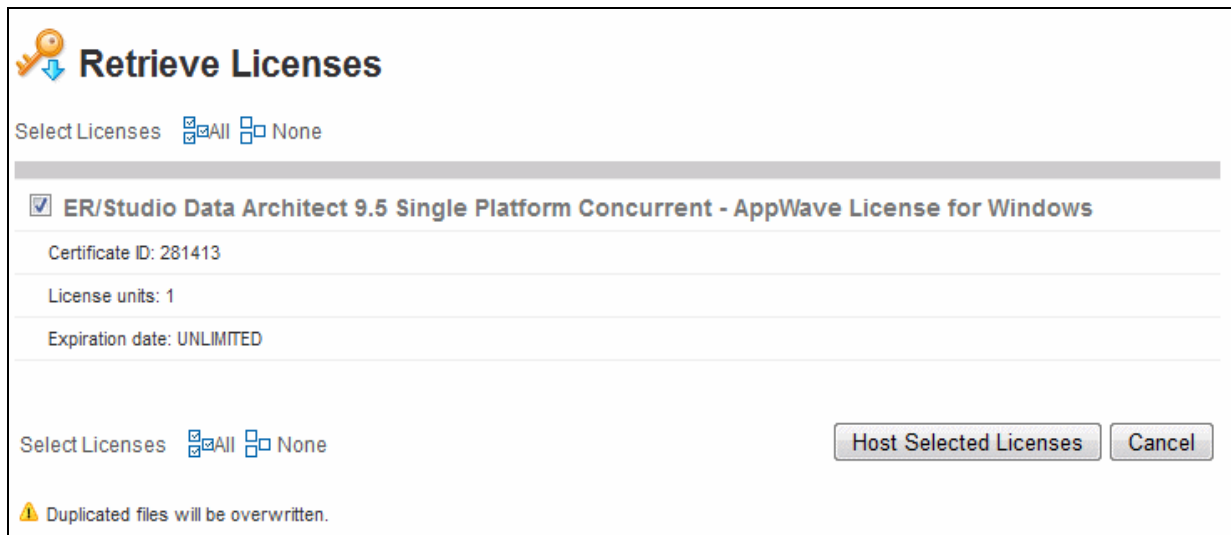 Retrieve Licenses
Select Licenses All None
ER/Studio Data Architect 9.5 Single Platform Concurrent - AppWave License for Windows
Certificate ID: 281413
License units: 1
Expiration date: UNLIMITED
Select Licenses All None Host Selected Licenses Cancel
Duplicated files will be overwritten.